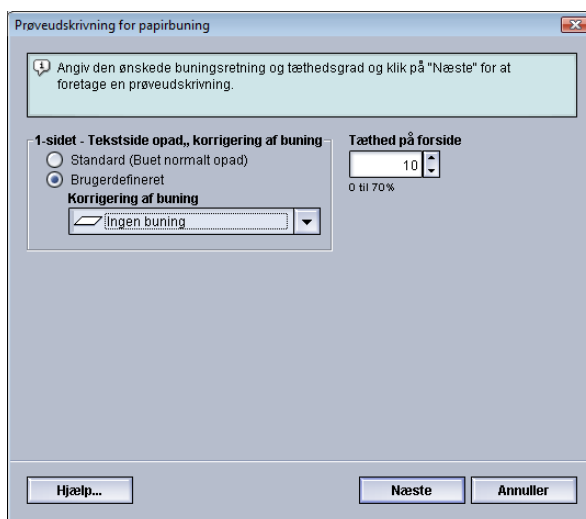 Prøveudskrivning for papirbuning
Angiv den ønskede buningsretning og tæthedsgrad og klik på "Næste" for at
foretage en prøveudskrivning.
1-sidet - Tekstside opad,, korrigering af buning
Standard (Buet normalt opad)
Brugerdefineret
Korrigering af buning
Ingen buning
Tæthed på forside
10
0 til 70%
Hjælp...
Næste
Annuller